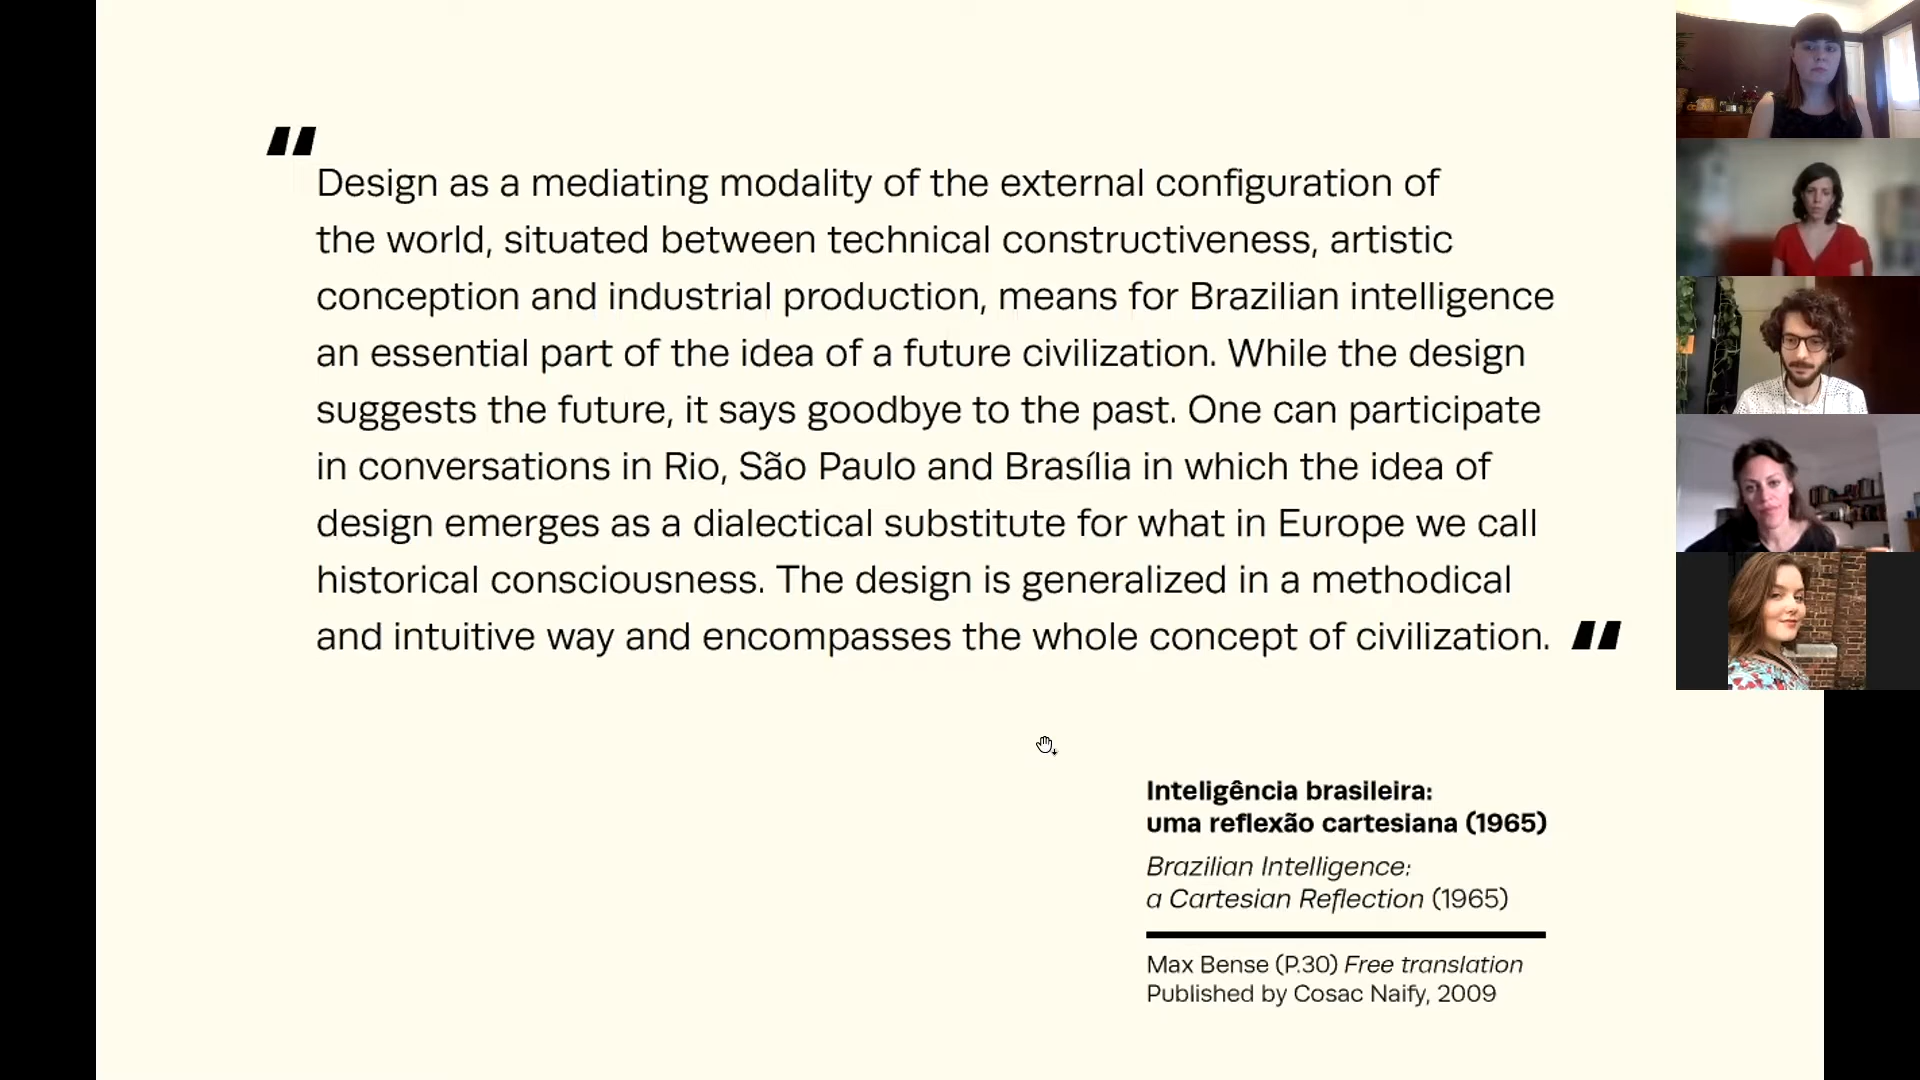 " Design as a mediating modality of the external configuration of
the world, situated between technical constructiveness, artistic
conception and industrial production, means for Brazilian intelligence
an essential part of the idea of a future civilization. While the design
suggests the future, it says goodbye to the past. One can participate
in conversations in Rio, São Paulo and Brasília in which the idea of
design emerges as a dialectical substitute for what in Europe we call
historical consciousness. The design is generalized in a methodical
and intuitive way and encompasses the whole concept of civilization. "
Inteligência brasileira:
uma reflexão cartesiana (1965)
Brazilian Intelligence:
a Cartesian Reflection (1965)
Max Bense (P.30) Free translation
Published by Cosac Naify, 2009